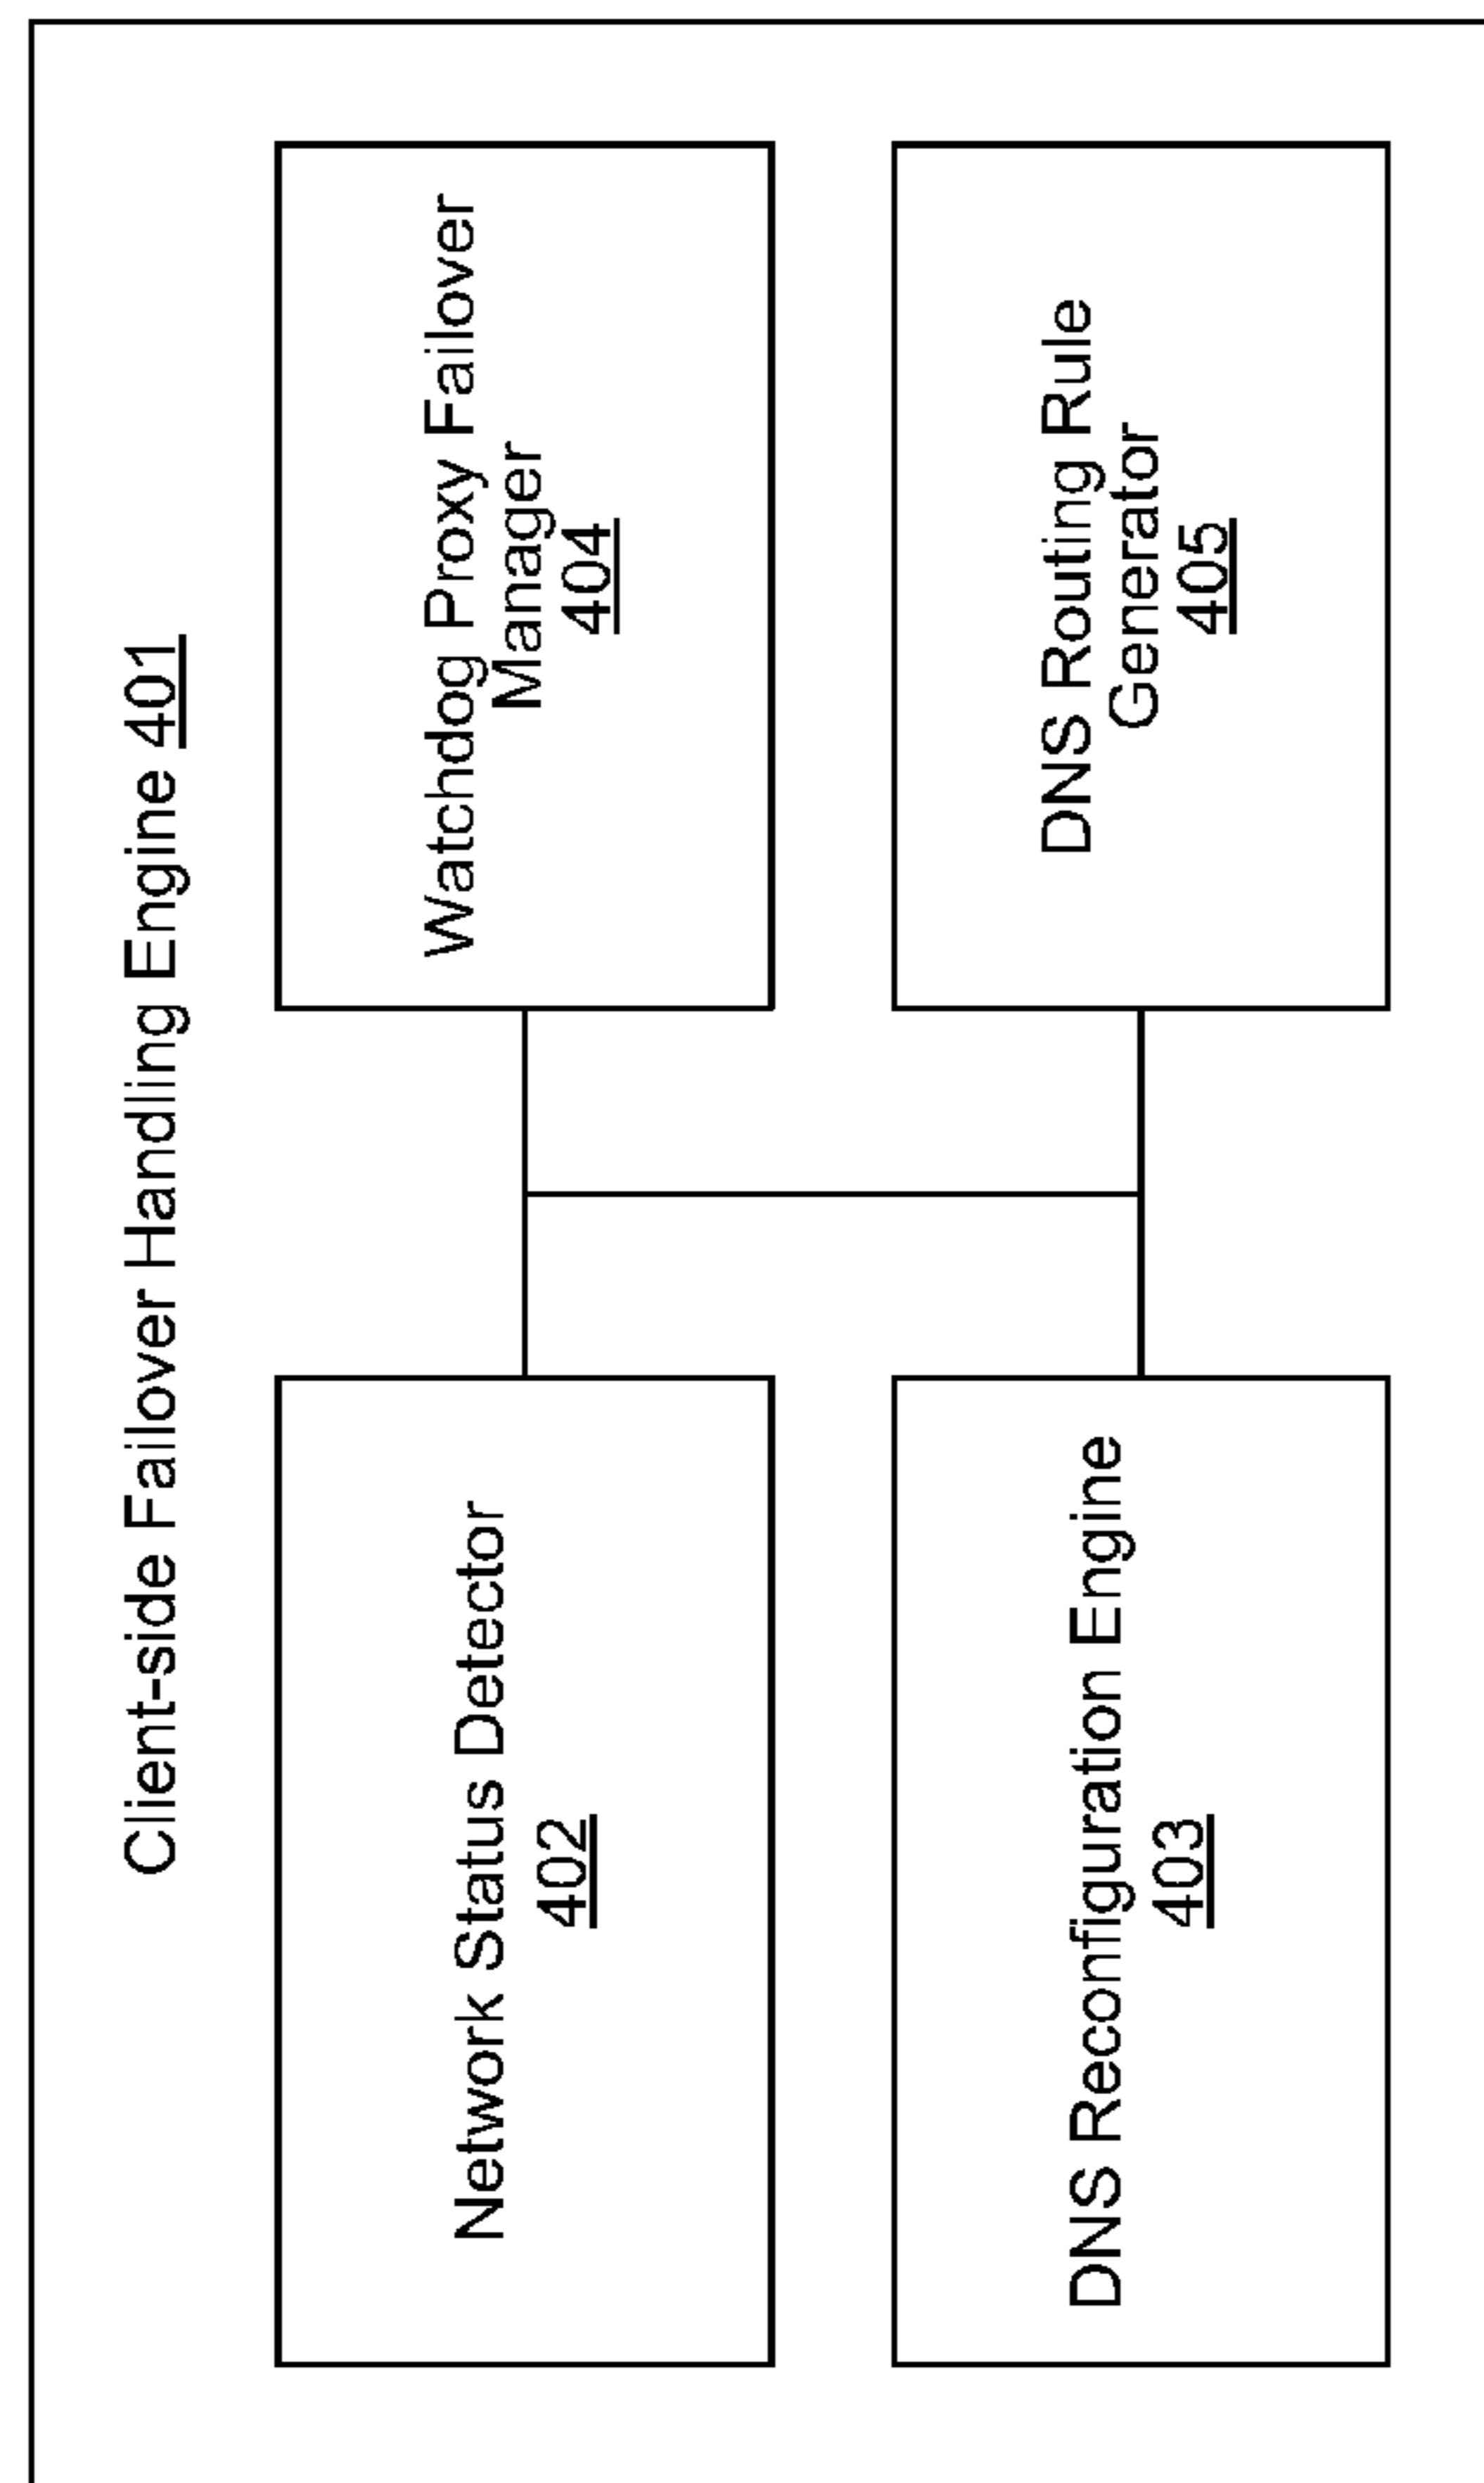 Client-side Failover Handling Engine 401
Network Status Detector
402
Watchdog Proxy Failover
Manager
404
DNS Reconfiguration Engine
403
DNS Routing Rule
Generator
405